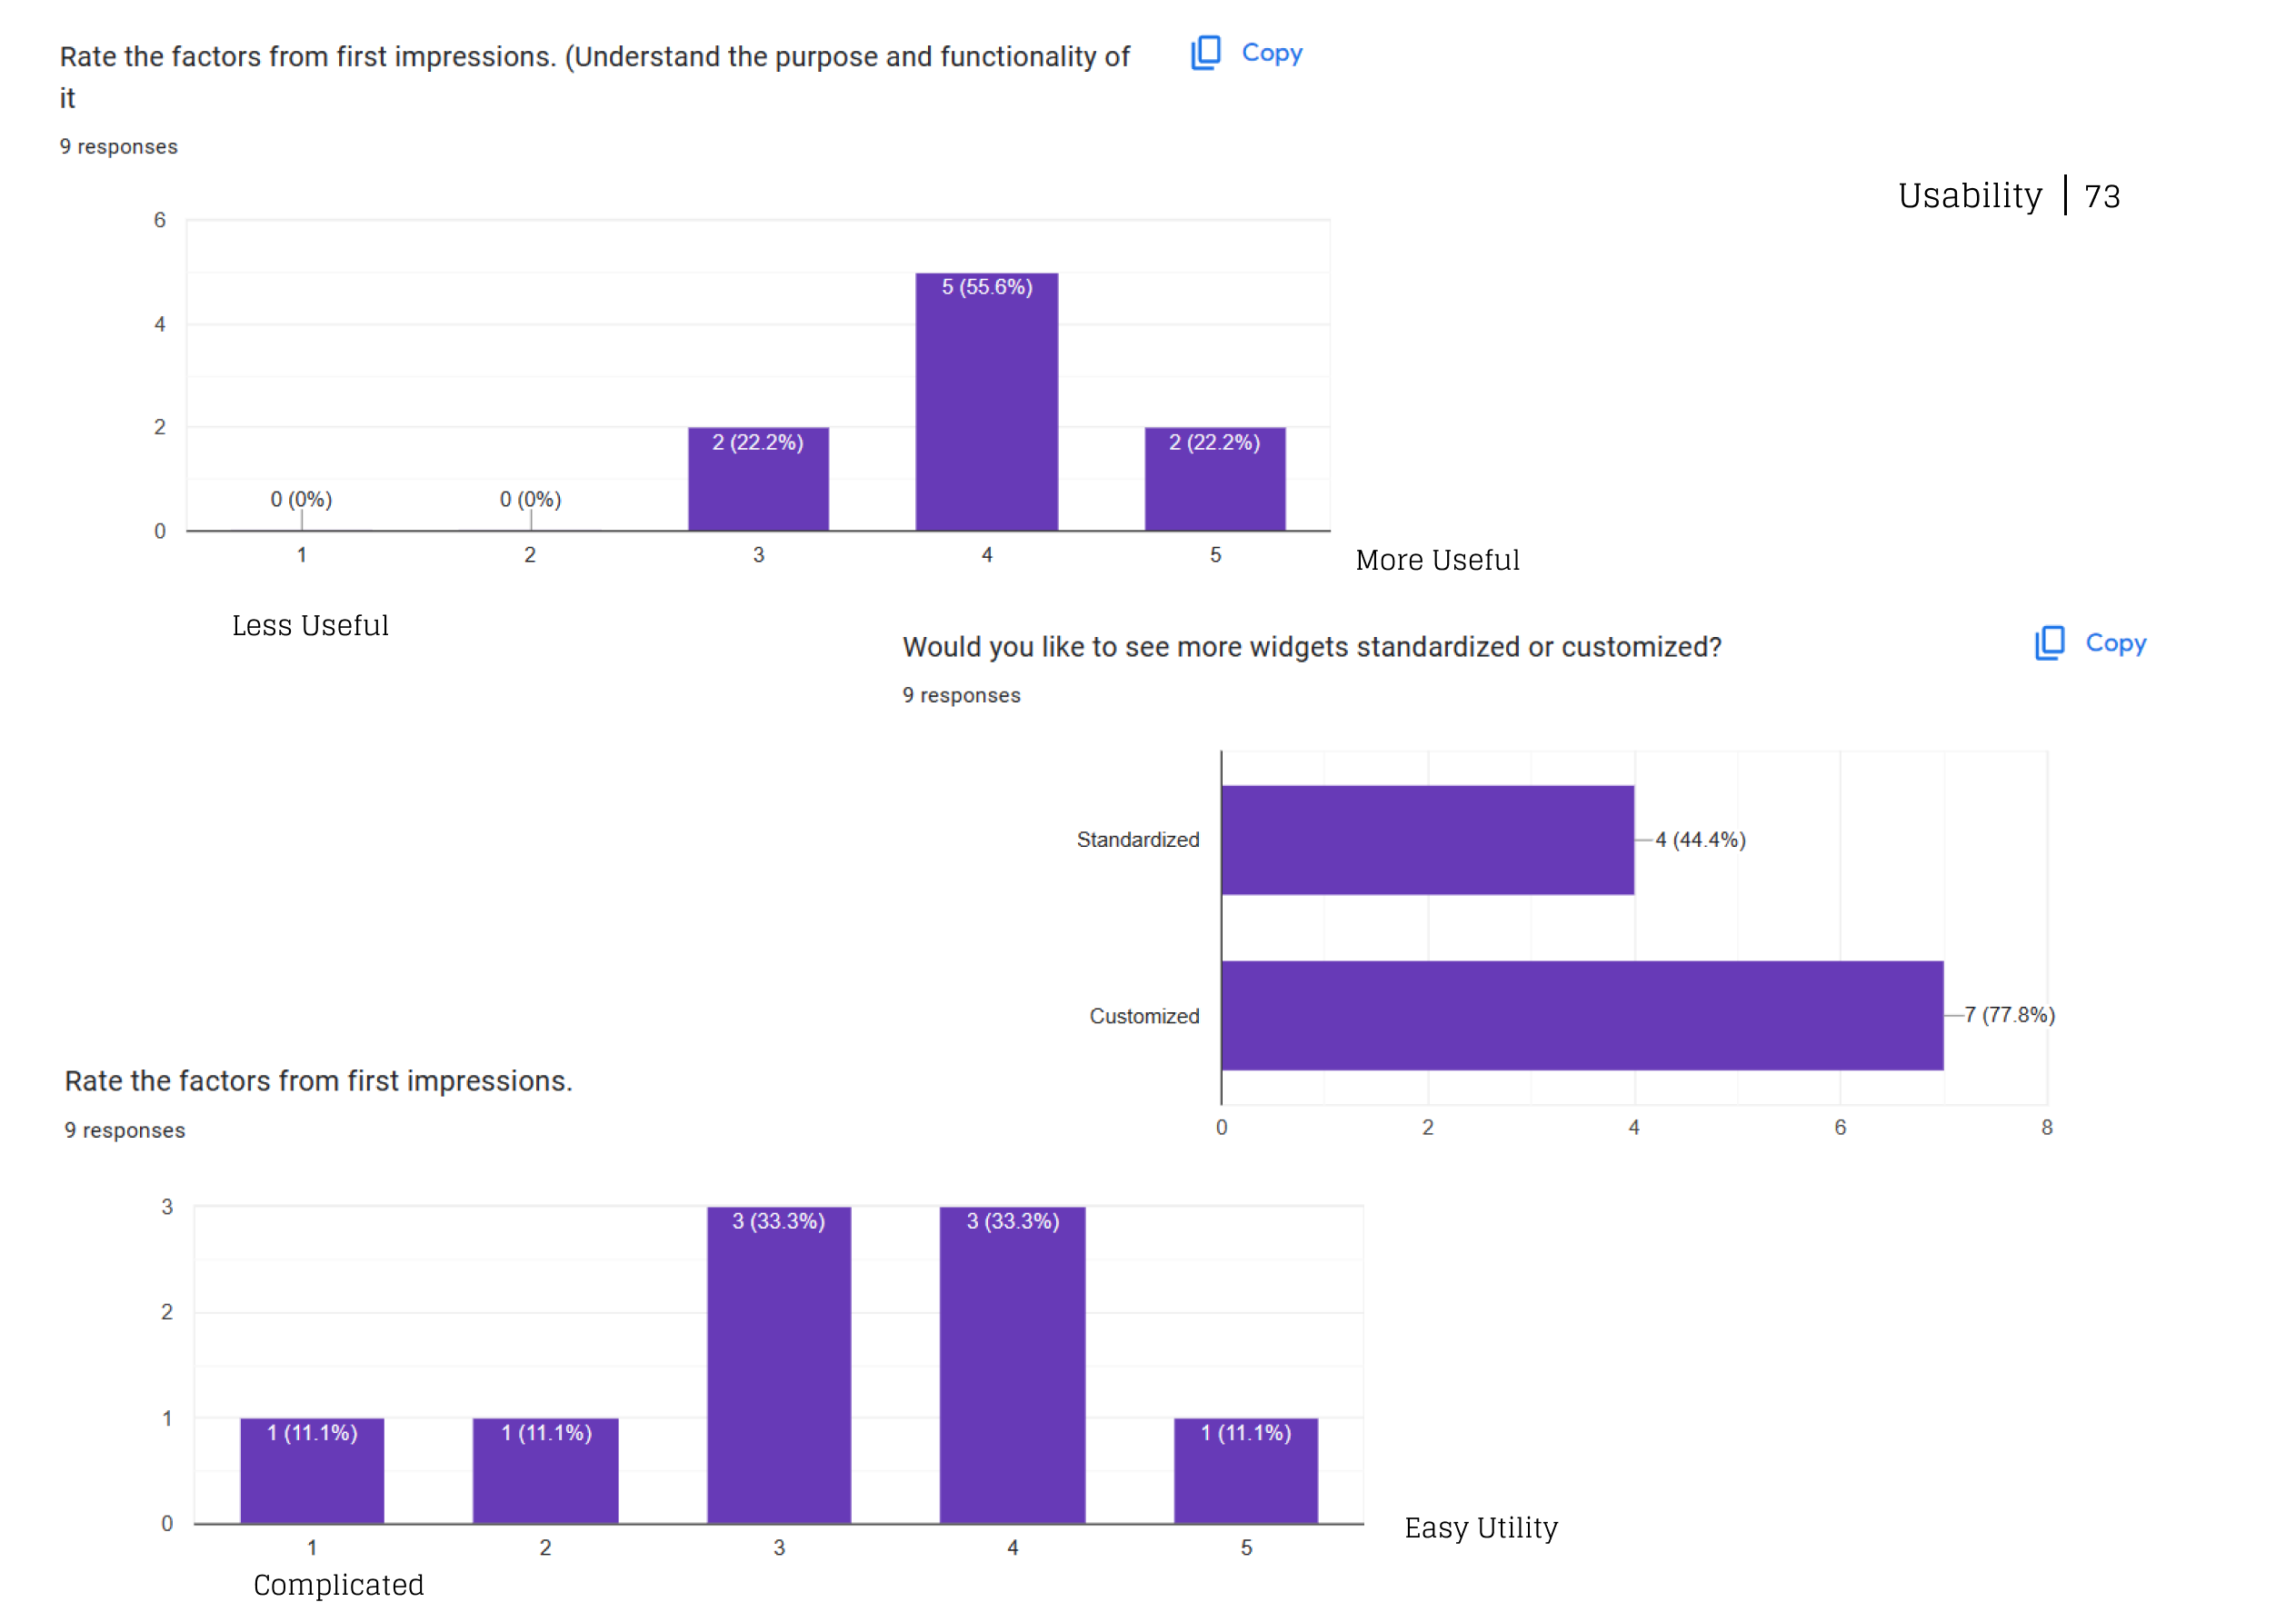 Rate the factors from first impressions. (Understand the purpose and functionality of
it
Copy
9 responses
Usability | 73
6
4
2
0
0 (0%)
0 (0%)
2 (22.2%)
5 (55.6%)
2 (22.2%)
1
2
3
4
5
More Useful
Less Useful
Would you like to see more widgets standardized or customized?
Copy
9 responses
Standardized
4 (44.4%)
Customized
7 (77.8%)
0
2
4
6
8
Rate the factors from first impressions.
9 responses
3
2
1
0
1 (11.1%)
1 (11.1%)
3 (33.3%)
3 (33.3%)
1 (11.1%)
1
2
3
4
5
Easy Utility
Complicated